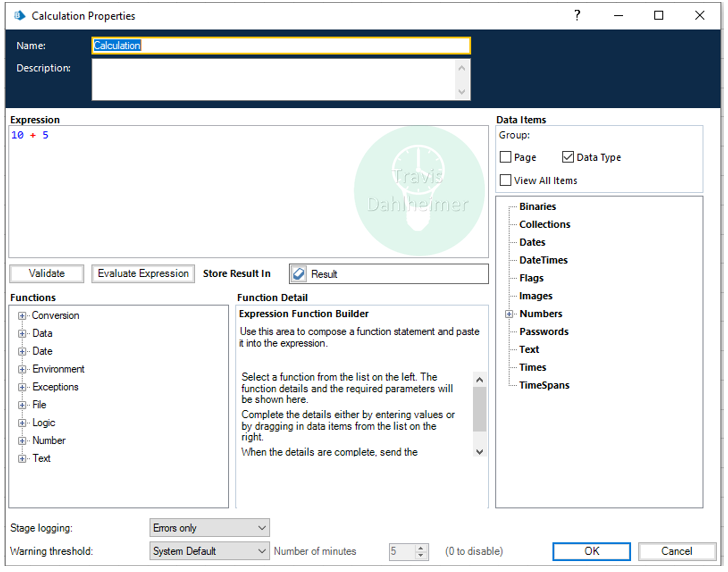 Calculation Properties
?
Name:
Calculation
Description:
Expression
10 + 5
Travis
Dahlheimer
Data Items
Group:
Page
Data Type
View All Items
Binaries
Collections
Dates
DateTimes
Flags
Images
Numbers
Passwords
Text
Times
TimeSpans
Validate
Evaluate Expression
Store Result In
Result
Functions
Conversion
Data
Date
Environment
Exceptions
File
Logic
Number
Text
Function Detail
Expression Function Builder
Use this area to compose a function statement and paste
it into the expression.
Select a function from the list on the left. The
function details and the required parameters will
be shown here.
Complete the details either by entering values or
by dragging in data items from the list on the
right.
When the details are complete, send the
Stage logging:
Errors only
Warning threshold:
System Default
Number of minutes
5
(0 to disable)
OK
Cancel